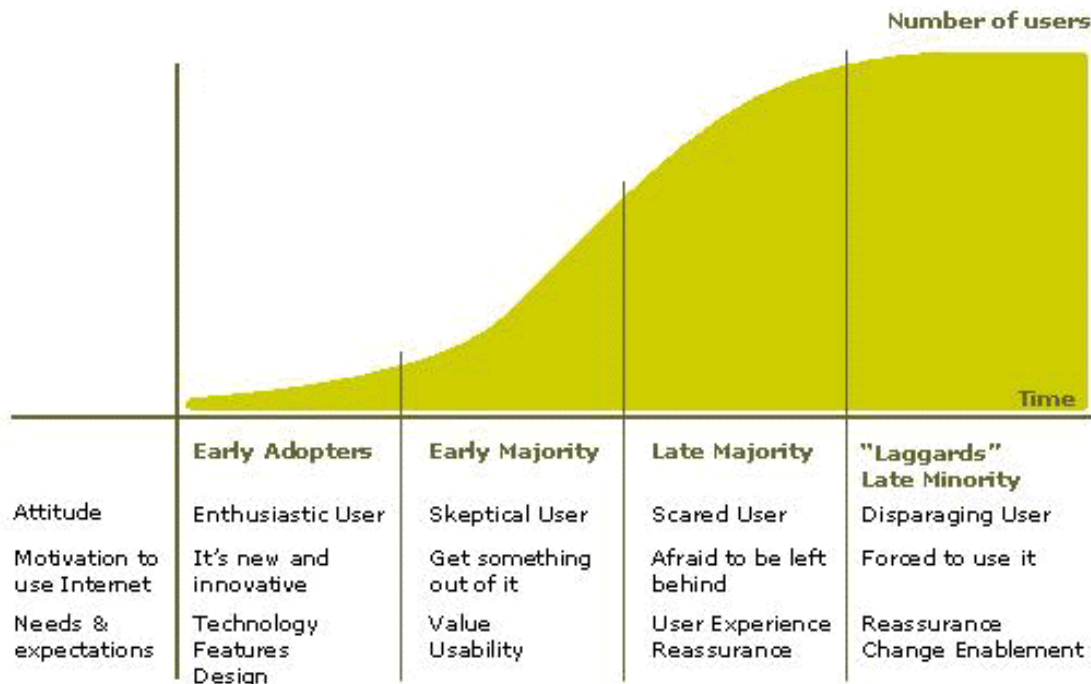 Number of users
Time
Early Adopters
Early Majority
Late Majority
“Laggards”
Late Minority
Attitude
Enthusiastic User
Skeptical User
Scared User
Disparaging User
Motivation to
use Internet
It’s new and
innovative
Get something
out of it
Afraid to be left
behind
Forced to use it
Needs &
expectations
Technology
Features
Design
Value
Usability
User Experience
Reassurance
Reassurance
Change Enablement